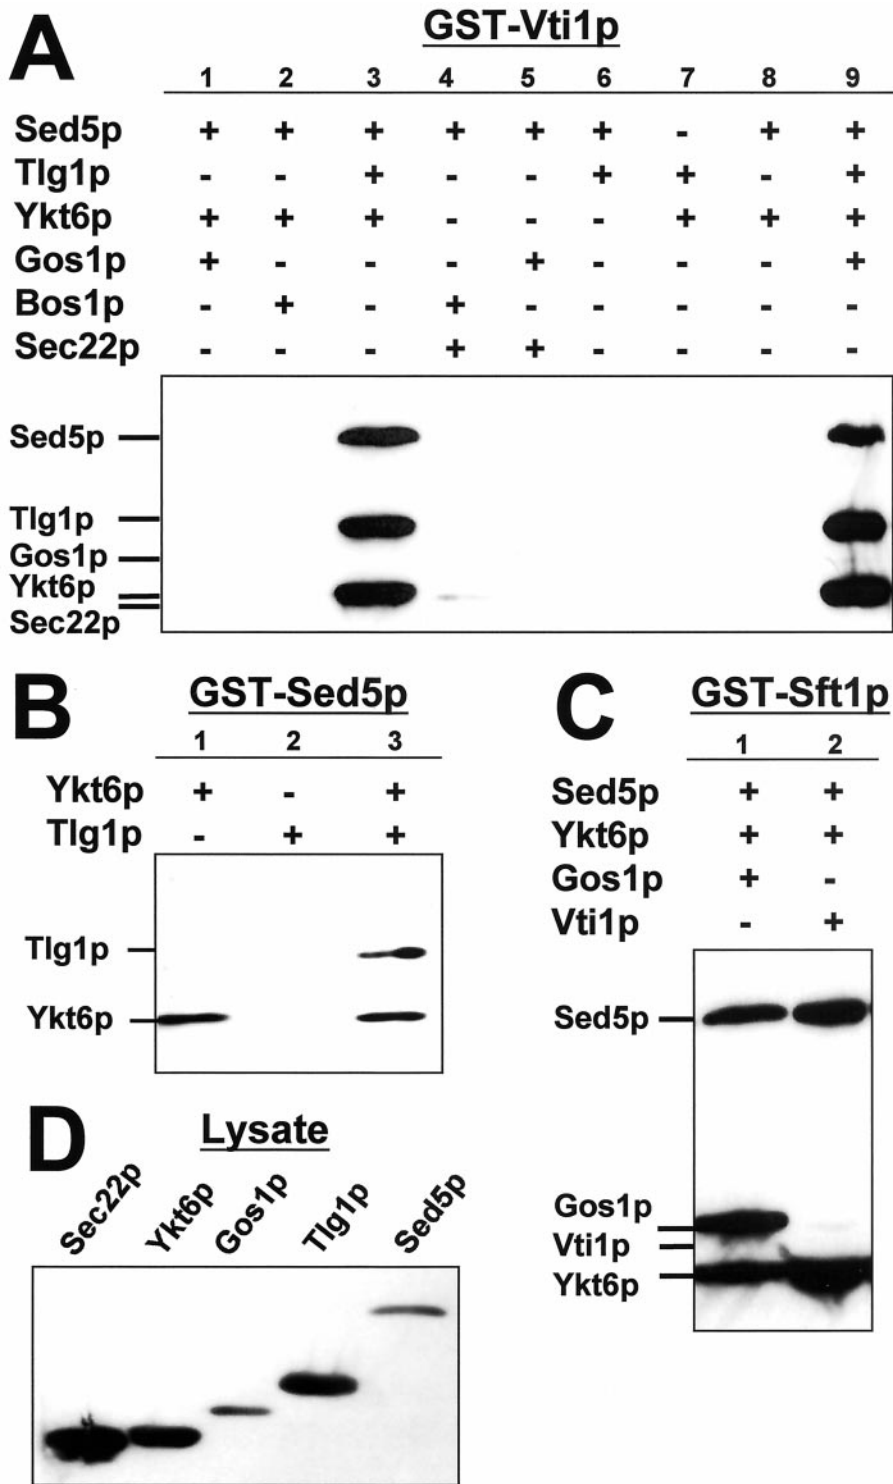 A
GST-Vti1p
1 2 3 4 5 6 7 8 9
Sed5p + + + + + + - + +
Tlg1p - - + - - + + - +
Ykt6p + + + - - - + + +
Gos1p + - - - + - - - +
Bos1p - + - + - - - - -
Sec22p - - - + + - - - -
Sed5p
Tlg1p
Gos1p
Ykt6p
Sec22p
B
GST-Sed5p
1 2 3
Ykt6p + - +
Tlg1p - + +
Tlg1p
Ykt6p
C
GST-Sft1p
1 2
Sed5p + +
Ykt6p + +
Gos1p + -
Vti1p - +
Sed5p
Gos1p
Vti1p
Ykt6p
D
Lysate
Sec22p Ykt6p Gos1p Tlg1p Sed5p